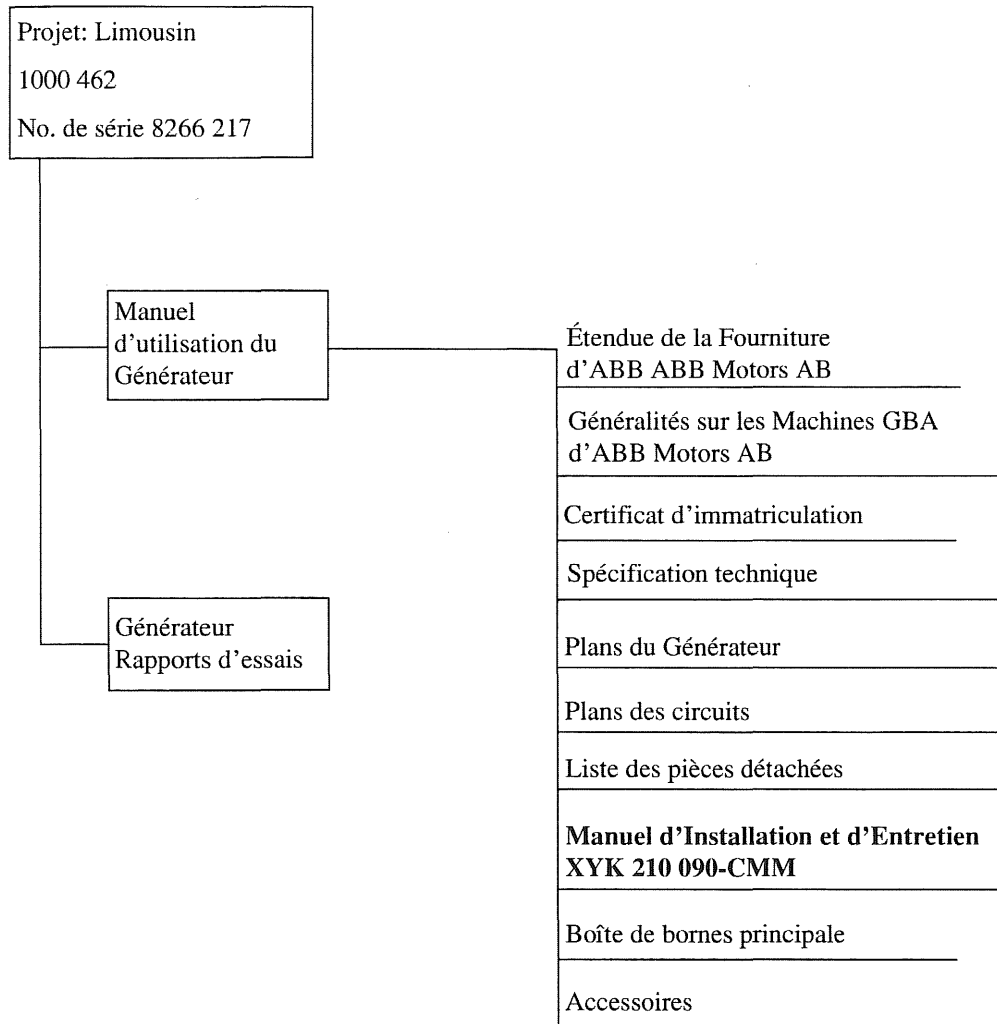 Projet: Limousin
1000 462
No. de série 8266 217
Manuel
d'utilisation du
Générateur
Étendue de la Fourniture
d'ABB ABB Motors AB
Généralités sur les Machines GBA
d'ABB Motors AB
Certificat d'immatriculation
Spécification technique
Générateur
Rapports d'essais
Plans du Générateur
Plans des circuits
Liste des pièces détachées
Manuel d'Installation et d'Entretien
XYK 210 090-CMM
Boîte de bornes principale
Accessoires